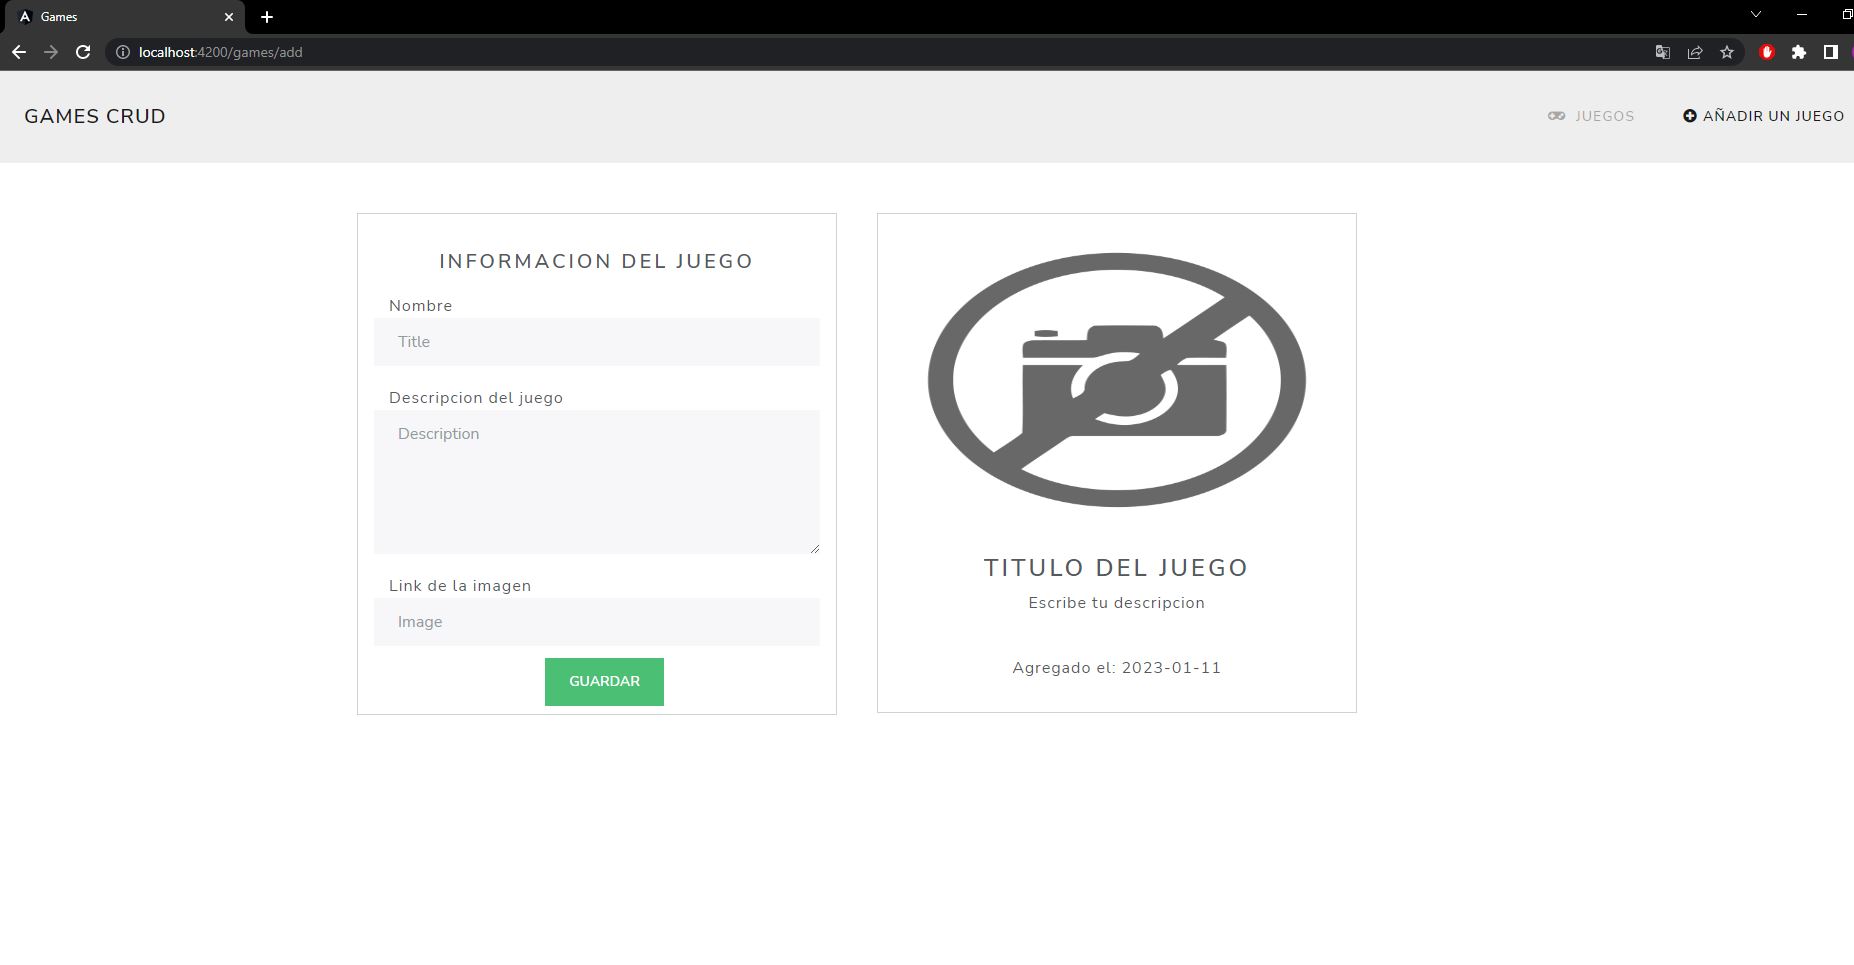 Games
localhost:4200/games/add
GAMES CRUD
JUEGOS
AÑADIR UN JUEGO
INFORMACION DEL JUEGO
Nombre
Title
Descripcion del juego
Description
Link de la imagen
Image
GUARDAR
TITULO DEL JUEGO
Escribe tu descripcion
Agregado el: 2023-01-11